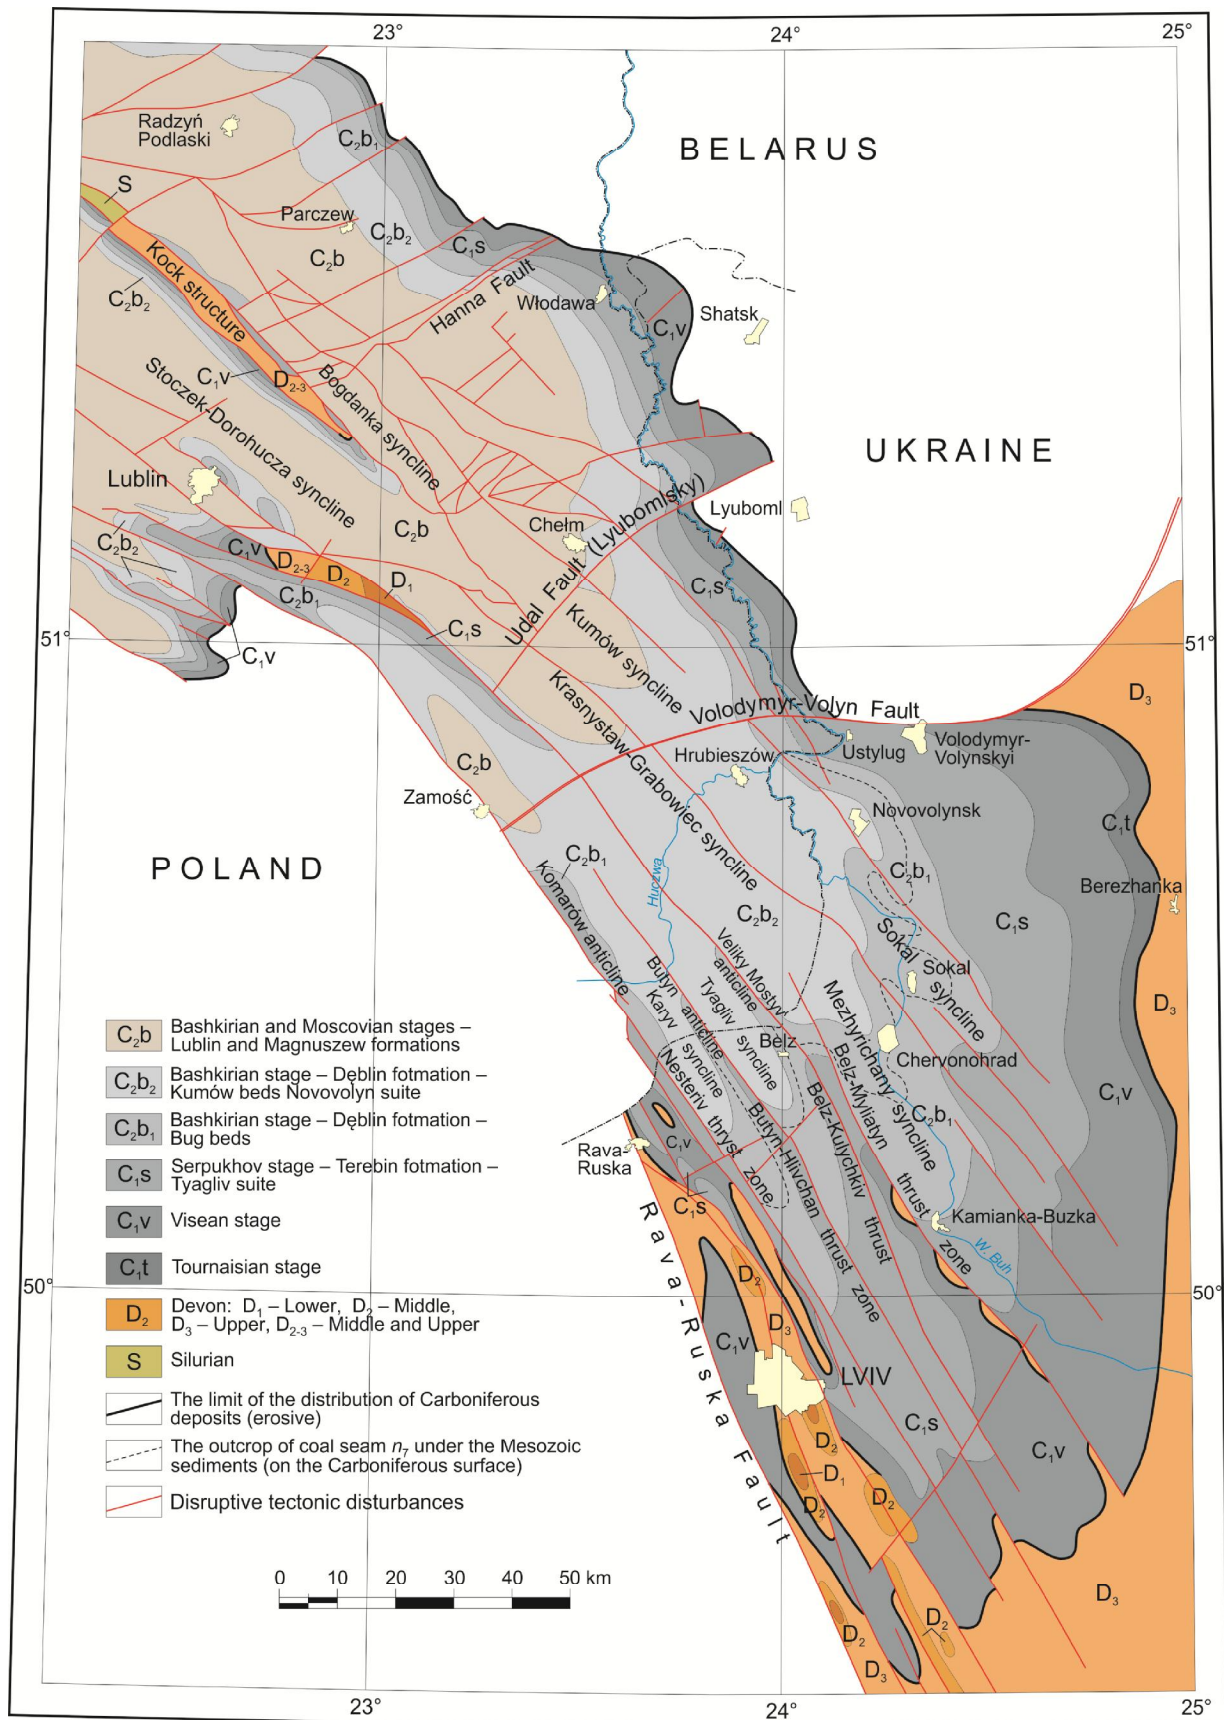 23°
24°
25°
BELARUS
Radzyń
Podlaski
C₂b₁
S
Parczew
C₂b₂
C₁s
C₂b
Kock structure
Hanna Fault
Włodawa
C₂b₂
Shatsk
C₁v
C₁v
D₂₋₃
Bogdanka syncline
Stoczek-Dorohucza syncline
UKRAINE
Lublin
Lyuboml
C₂b
Chełm
Udal Fault (Lyubomlsky)
C₂b₂
C₁v
D₂₋₃
D₂
D₁
C₂b₁
C₁s
C₁s
Kumów syncline
51°
51°
C₁v
D₃
Krasnystaw-Grabowiec syncline
Volodymyr-Volyn Fault
Ustylug
Volodymyr-
Volynskyi
Hrubieszów
C₂b
Zamość
Novovolynsk
C₁t
POLAND
C₂b₁
Huczwa
C₂b₁
Berezhanka
Komarów anticline
C₂b₂
C₁s
Sokal syncline
Sokal
Veliky Mostyv
anticline
Butyn anticline
Tyagliv syncline
Karyv syncline
Mezhyrichany syncline
D₃
Belz
Chervonohrad
Nesteriv thryst zone
Belz-Myliatyn thrust zone
Belz-Kulychkiv thrust
Butyn-Hlivchan thrust zone
C₂b₁
C₁v
Rava-
Ruska
C₁v
C₁s
Kamianka-Buzka
W. Buh
Rava-Ruska Fault
50°
50°
D₂
D₃
C₁v
LVIV
C₁s
C₁v
D₂
D₁
D₂
D₂
D₃
D₂
D₂
D₃
C₂b
Bashkirian and Moscovian stages –
Lublin and Magnuszew formations
C₂b₂
Bashkirian stage – Dęblin fotmation –
Kumów beds Novovolyn suite
C₂b₁
Bashkirian stage – Dęblin fotmation –
Bug beds
C₁s
Serpukhov stage – Terebin fotmation –
Tyagliv suite
C₁v
Visean stage
C₁t
Tournaisian stage
D₂
Devon: D₁ – Lower, D₂ – Middle,
D₃ – Upper, D₂₋₃ – Middle and Upper
S
Silurian
The limit of the distribution of Carboniferous
deposits (erosive)
The outcrop of coal seam n₇ under the Mesozoic
sediments (on the Carboniferous surface)
Disruptive tectonic disturbances
0 10 20 30 40 50 km
23°
24°
25°